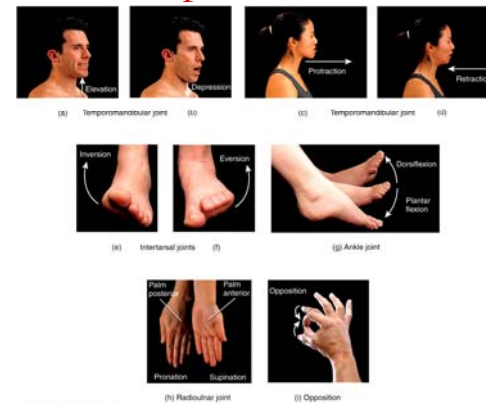 Elevation
Depression
Protraction
Retraction
(a) Temporomandibular joint (b)
(c) Temporomandibular joint (d)
Inversion
Eversion
Dorsiflexion
Plantar
flexion
(e) Intertarsal joints (f)
(g) Ankle joint
Palm
posterior
Palm
anterior
Opposition
Pronation
Supination
(h) Radioulnar joint
(i) Opposition